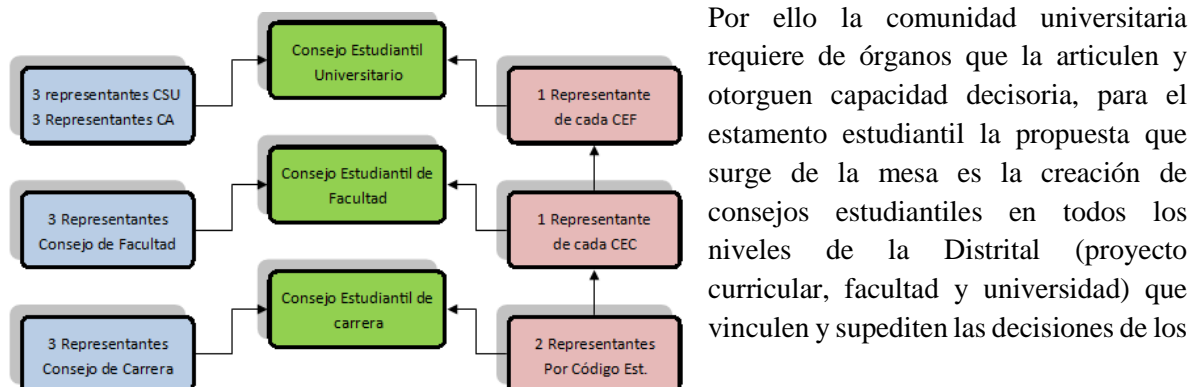 Consejo Estudiantil
Universitario
3 representantes CSU
3 Representantes CA
1 Representante
de cada CEF
Consejo Estudiantil de
Facultad
3 Representantes
Consejo de Facultad
1 Representante
de cada CEC
Consejo Estudiantil de
carrera
3 Representantes
Consejo de Carrera
2 Representantes
Por Código Est.
Por ello la comunidad universitaria
requiere de órganos que la articulen y
otorguen capacidad decisoria, para el
estamento estudiantil la propuesta que
surge de la mesa es la creación de
consejos estudiantiles en todos los
niveles de la Distrital (proyecto
curricular, facultad y universidad) que
vinculen y supediten las decisiones de los